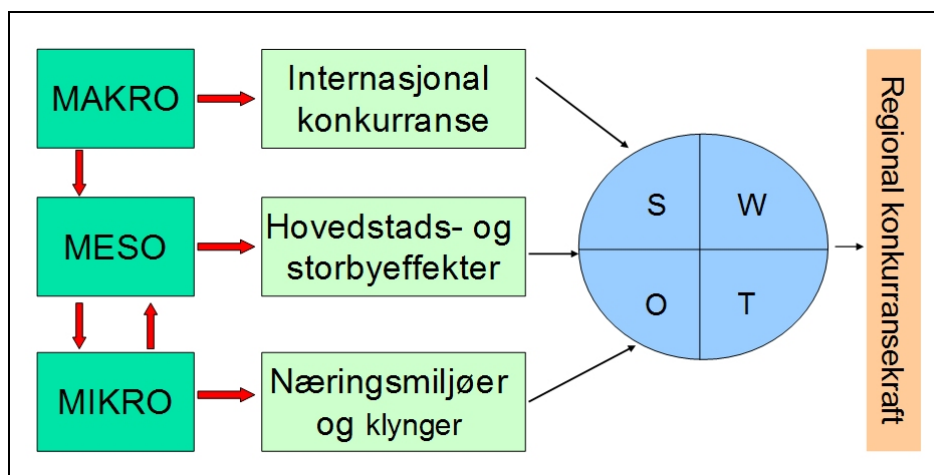 MAKRO
Internasjonal
konkurranse
MESO
Hovedstads- og
storbyeffekter
MIKRO
Næringsmiljøer
og klynger
S W
O T
Regional konkurransekraft